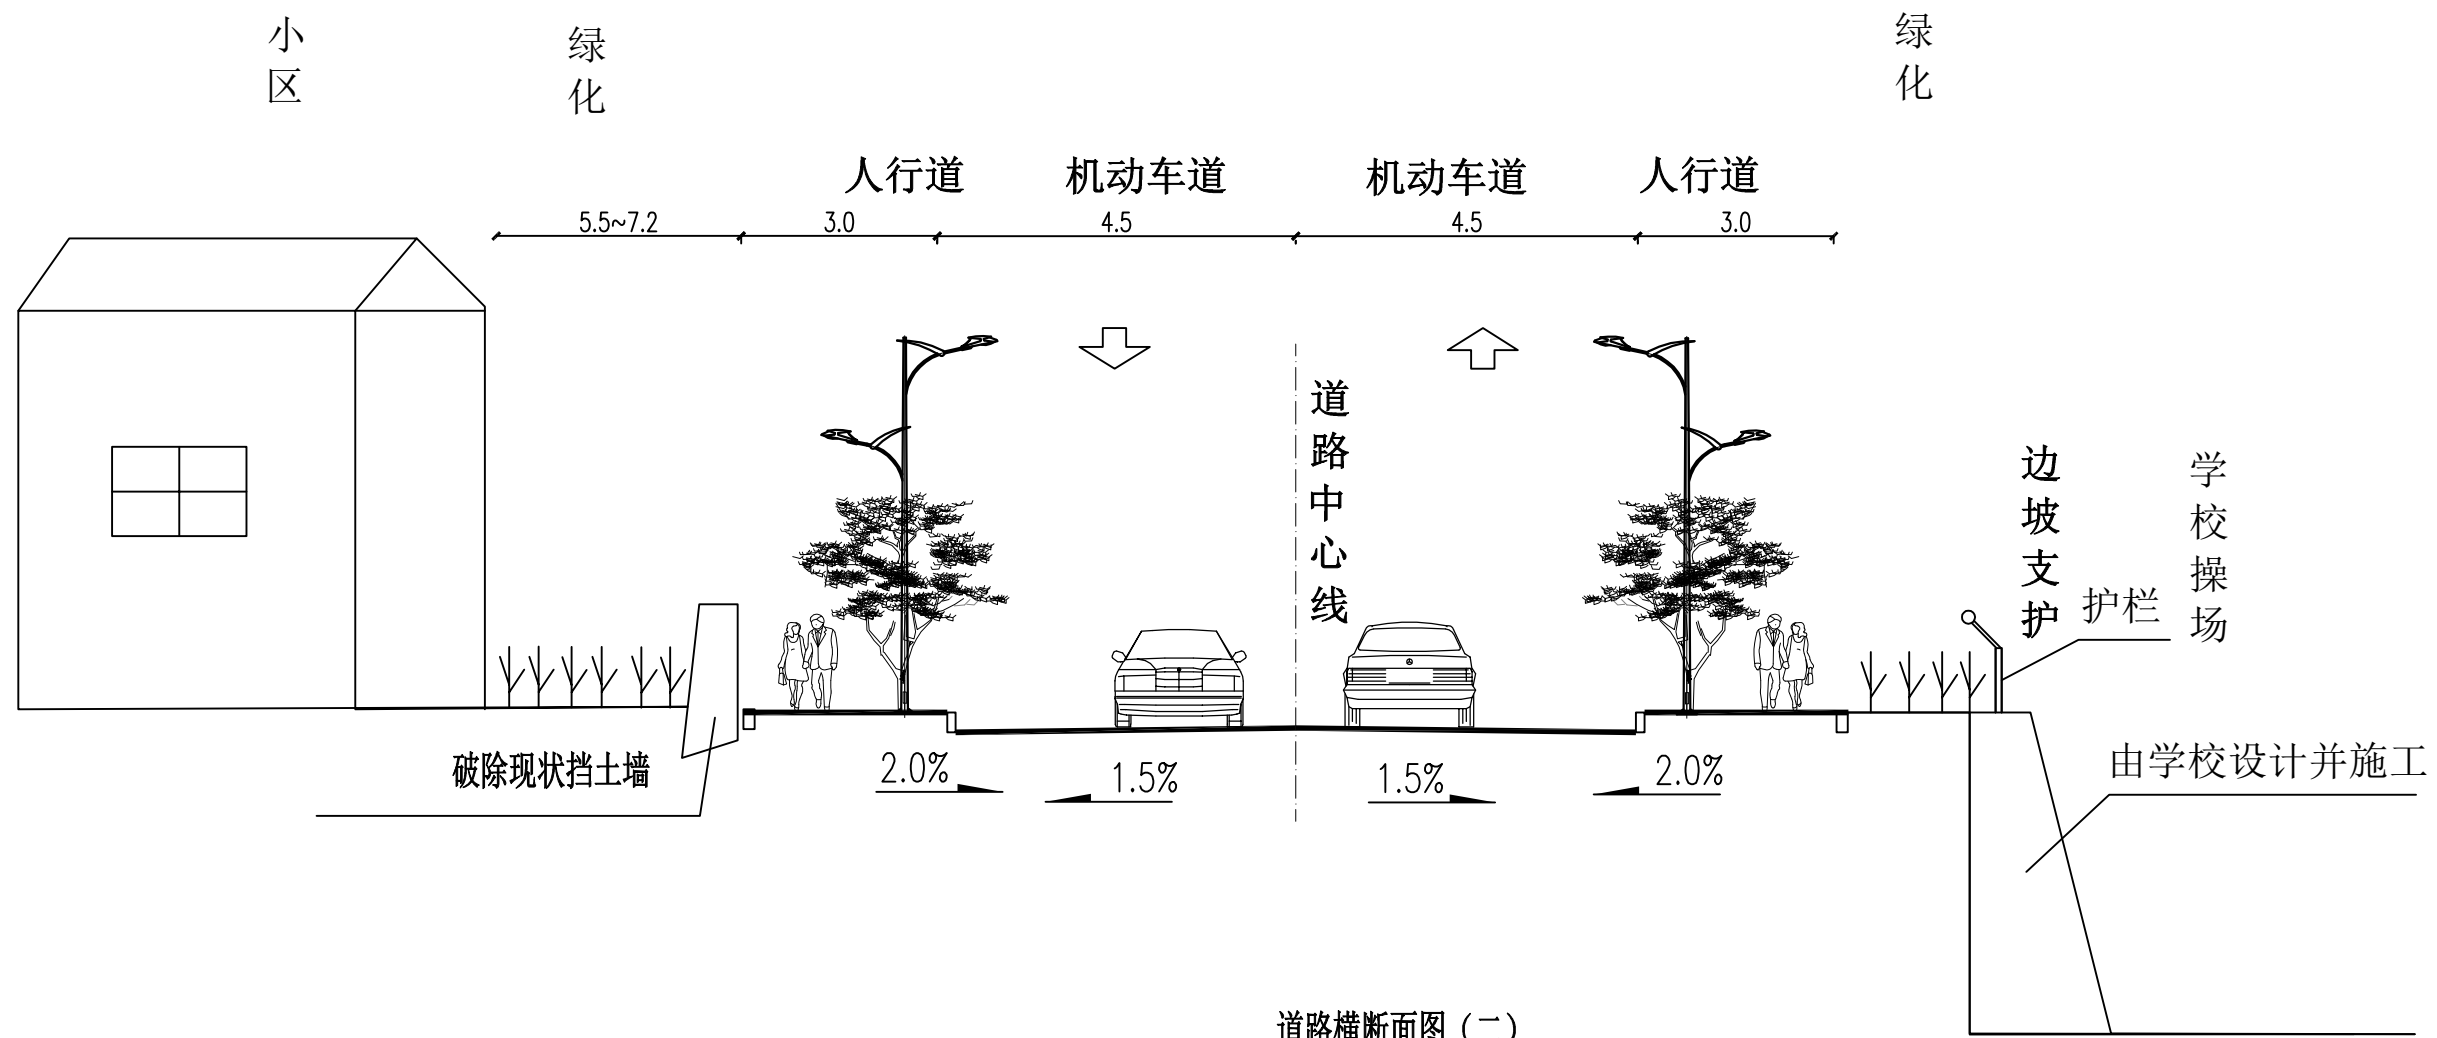 小区
绿化
绿化
人行道
机动车道
机动车道
人行道
5.5~7.2
3.0
4.5
4.5
3.0
道路中心线
边坡支护
学校操场
护栏
破除现状挡土墙
2.0%
1.5%
1.5%
2.0%
由学校设计并施工
道路横断面图（二）